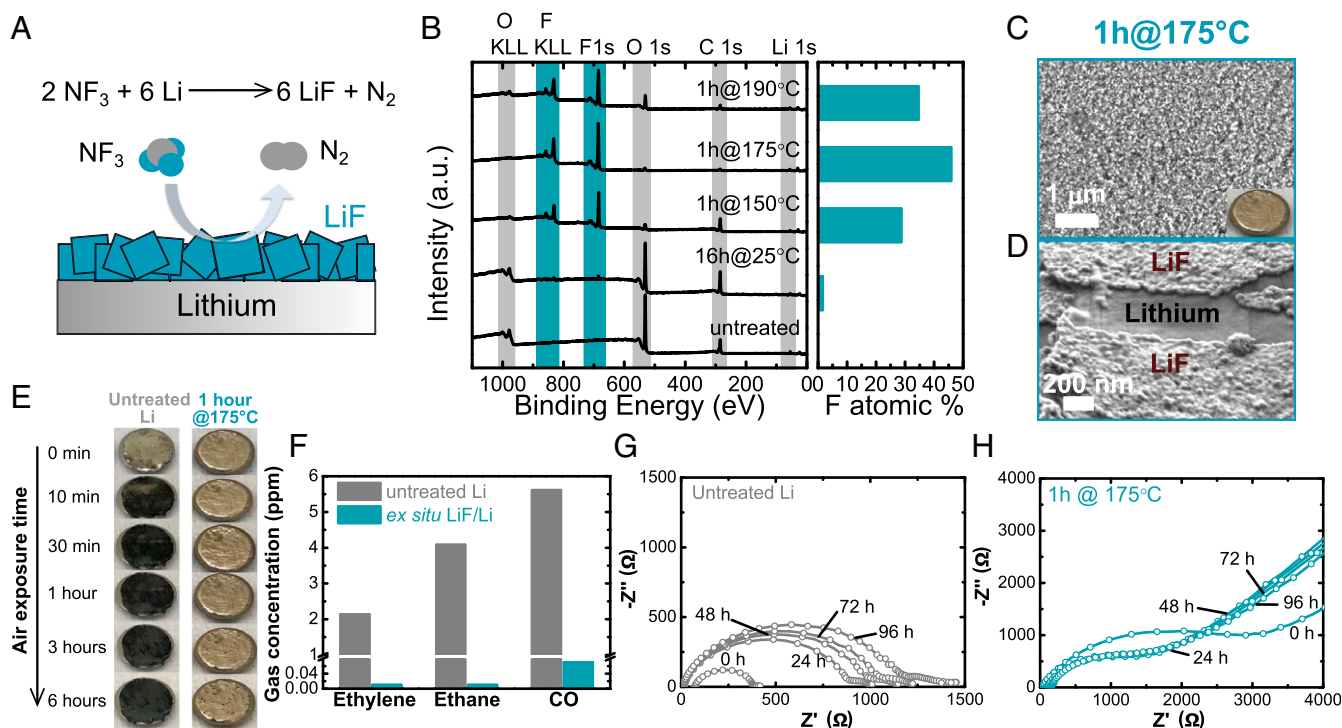 A
2 NF₃ + 6 Li → 6 LiF + N₂
NF₃
N₂
LiF
Lithium
B
O F
KLL KLL F1s O 1s C 1s Li 1s
1h@190°C
1h@175°C
1h@150°C
16h@25°C
untreated
Intensity (a.u.)
1000 800 600 400 200 0
Binding Energy (eV)
0 10 20 30 40 50
F atomic %
C
1h@175°C
1 μm
D
LiF
Lithium
LiF
200 nm
E
Untreated 1 hour
Li @175°C
Air exposure time
0 min
10 min
30 min
1 hour
3 hours
6 hours
F
Gas concentration (ppm)
6
5
4
3
2
1
0.04
0.00
untreated Li
ex situ LiF/Li
Ethylene Ethane CO
G
Untreated Li
-Z'' (Ω)
1500
1000
500
0
48 h
72 h
96 h
0 h
24 h
0 500 1000 1500
Z' (Ω)
H
1h @ 175°C
-Z'' (Ω)
4000
3000
2000
1000
0
72 h
48 h
96 h
0 h
24 h
0 1000 2000 3000 4000
Z' (Ω)